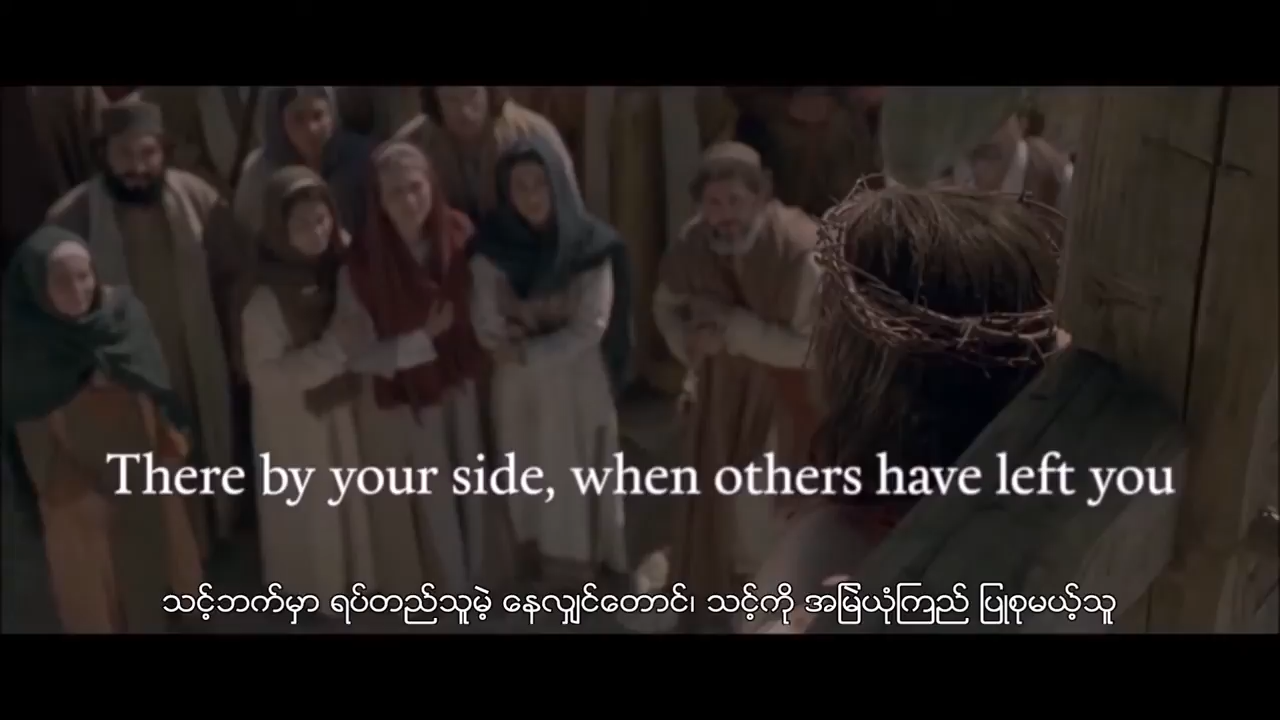 There by your side, when others have left you
သင့်ဘက်မှာ ရပ်တည်သူမဲ့ နေလျှင်တောင်၊ သင့်ကို အမြဲယုံကြည် ပြုစုမယ့်သူ